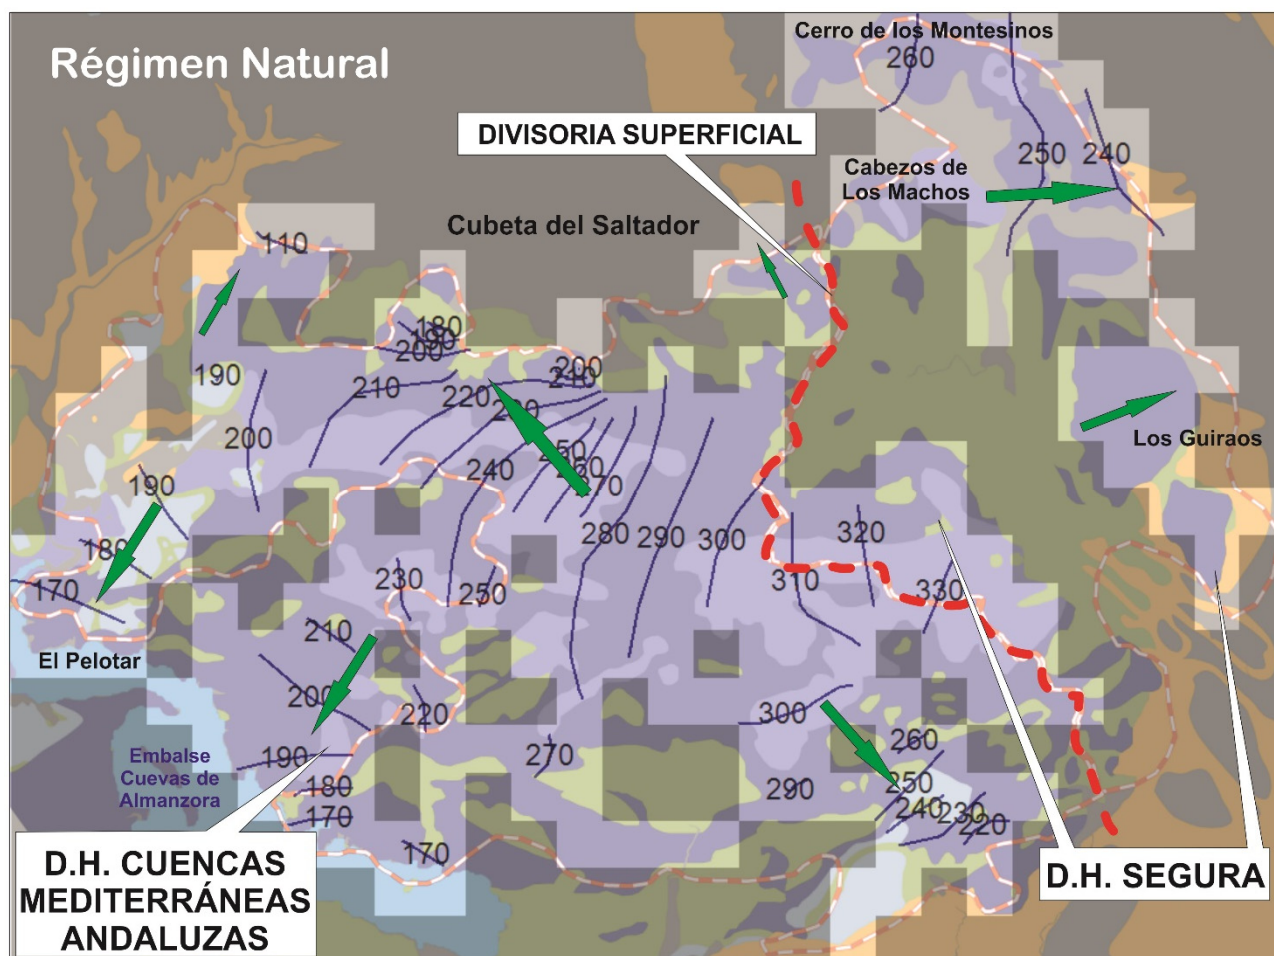 Cerro de los Montesinos
260
Régimen Natural
DIVISORIA SUPERFICIAL
250
240
Cabezos de
Los Machos
Cubeta del Saltador
110
180
190
200
200
210
190
210
220
230
Los Guiraos
200
250
240
260
190
270
180
280
290
300
320
310
170
230
250
330
210
El Pelotar
200
220
300
260
270
190
Embalse
Cuevas de
Almanzora
180
290
250
240
230
220
170
170
D.H. CUENCAS
MEDITERRÁNEAS
ANDALUZAS
D.H. SEGURA